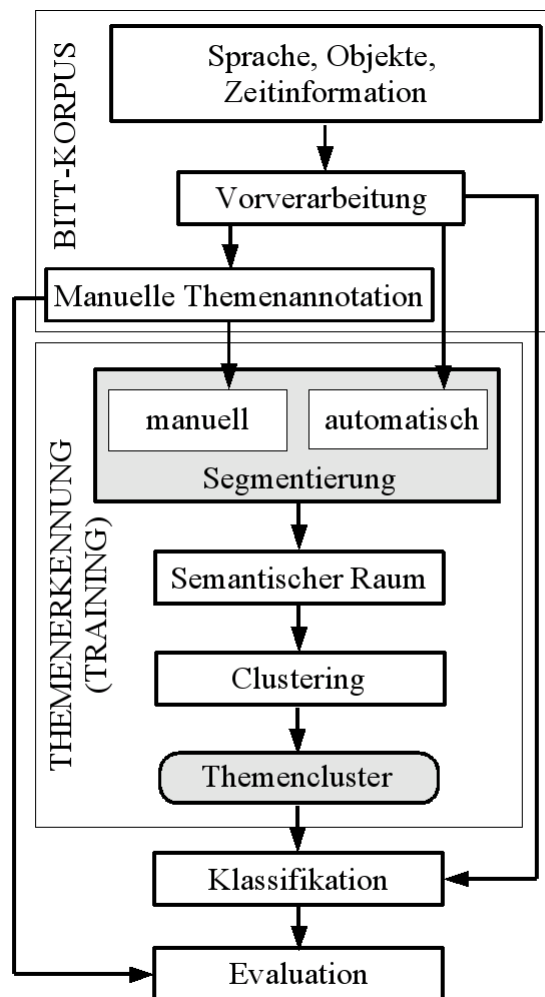 BITT-KORPUS
Sprache, Objekte,
Zeitinformation
Vorverarbeitung
Manuelle Themenannotation
THEMENERKENNUNG
(TRAINING)
manuell
automatisch
Segmentierung
Semantischer Raum
Clustering
Themencluster
Klassifikation
Evaluation